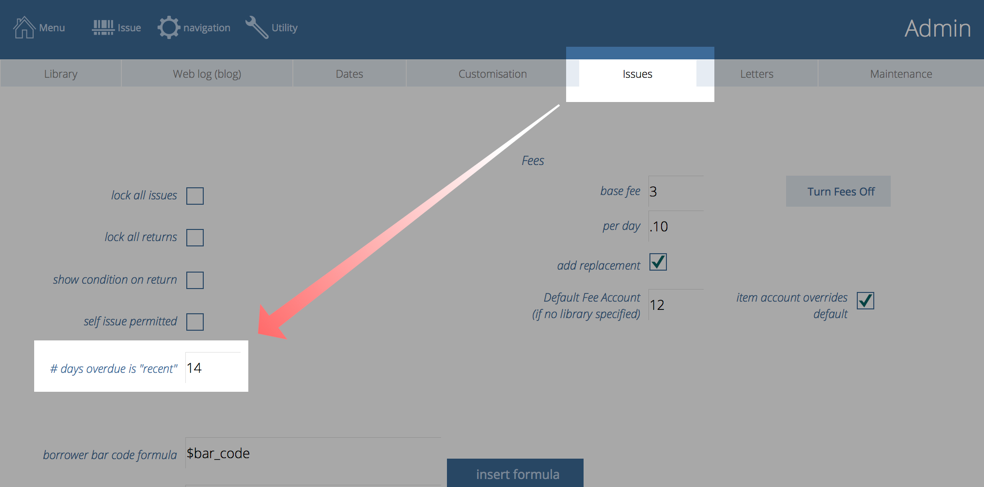 Menu
Issue
navigation
Utility
Admin
Library
Web log (blog)
Dates
Customisation
Issues
Letters
Maintenance
Fees
lock all issues
base fee 3
Turn Fees Off
per day .10
lock all returns
add replacement
show condition on return
Default Fee Account
(if no library specified) 12
item account overrides
default
self issue permitted
# days overdue is "recent" 14
borrower bar code formula $bar_code
insert formula